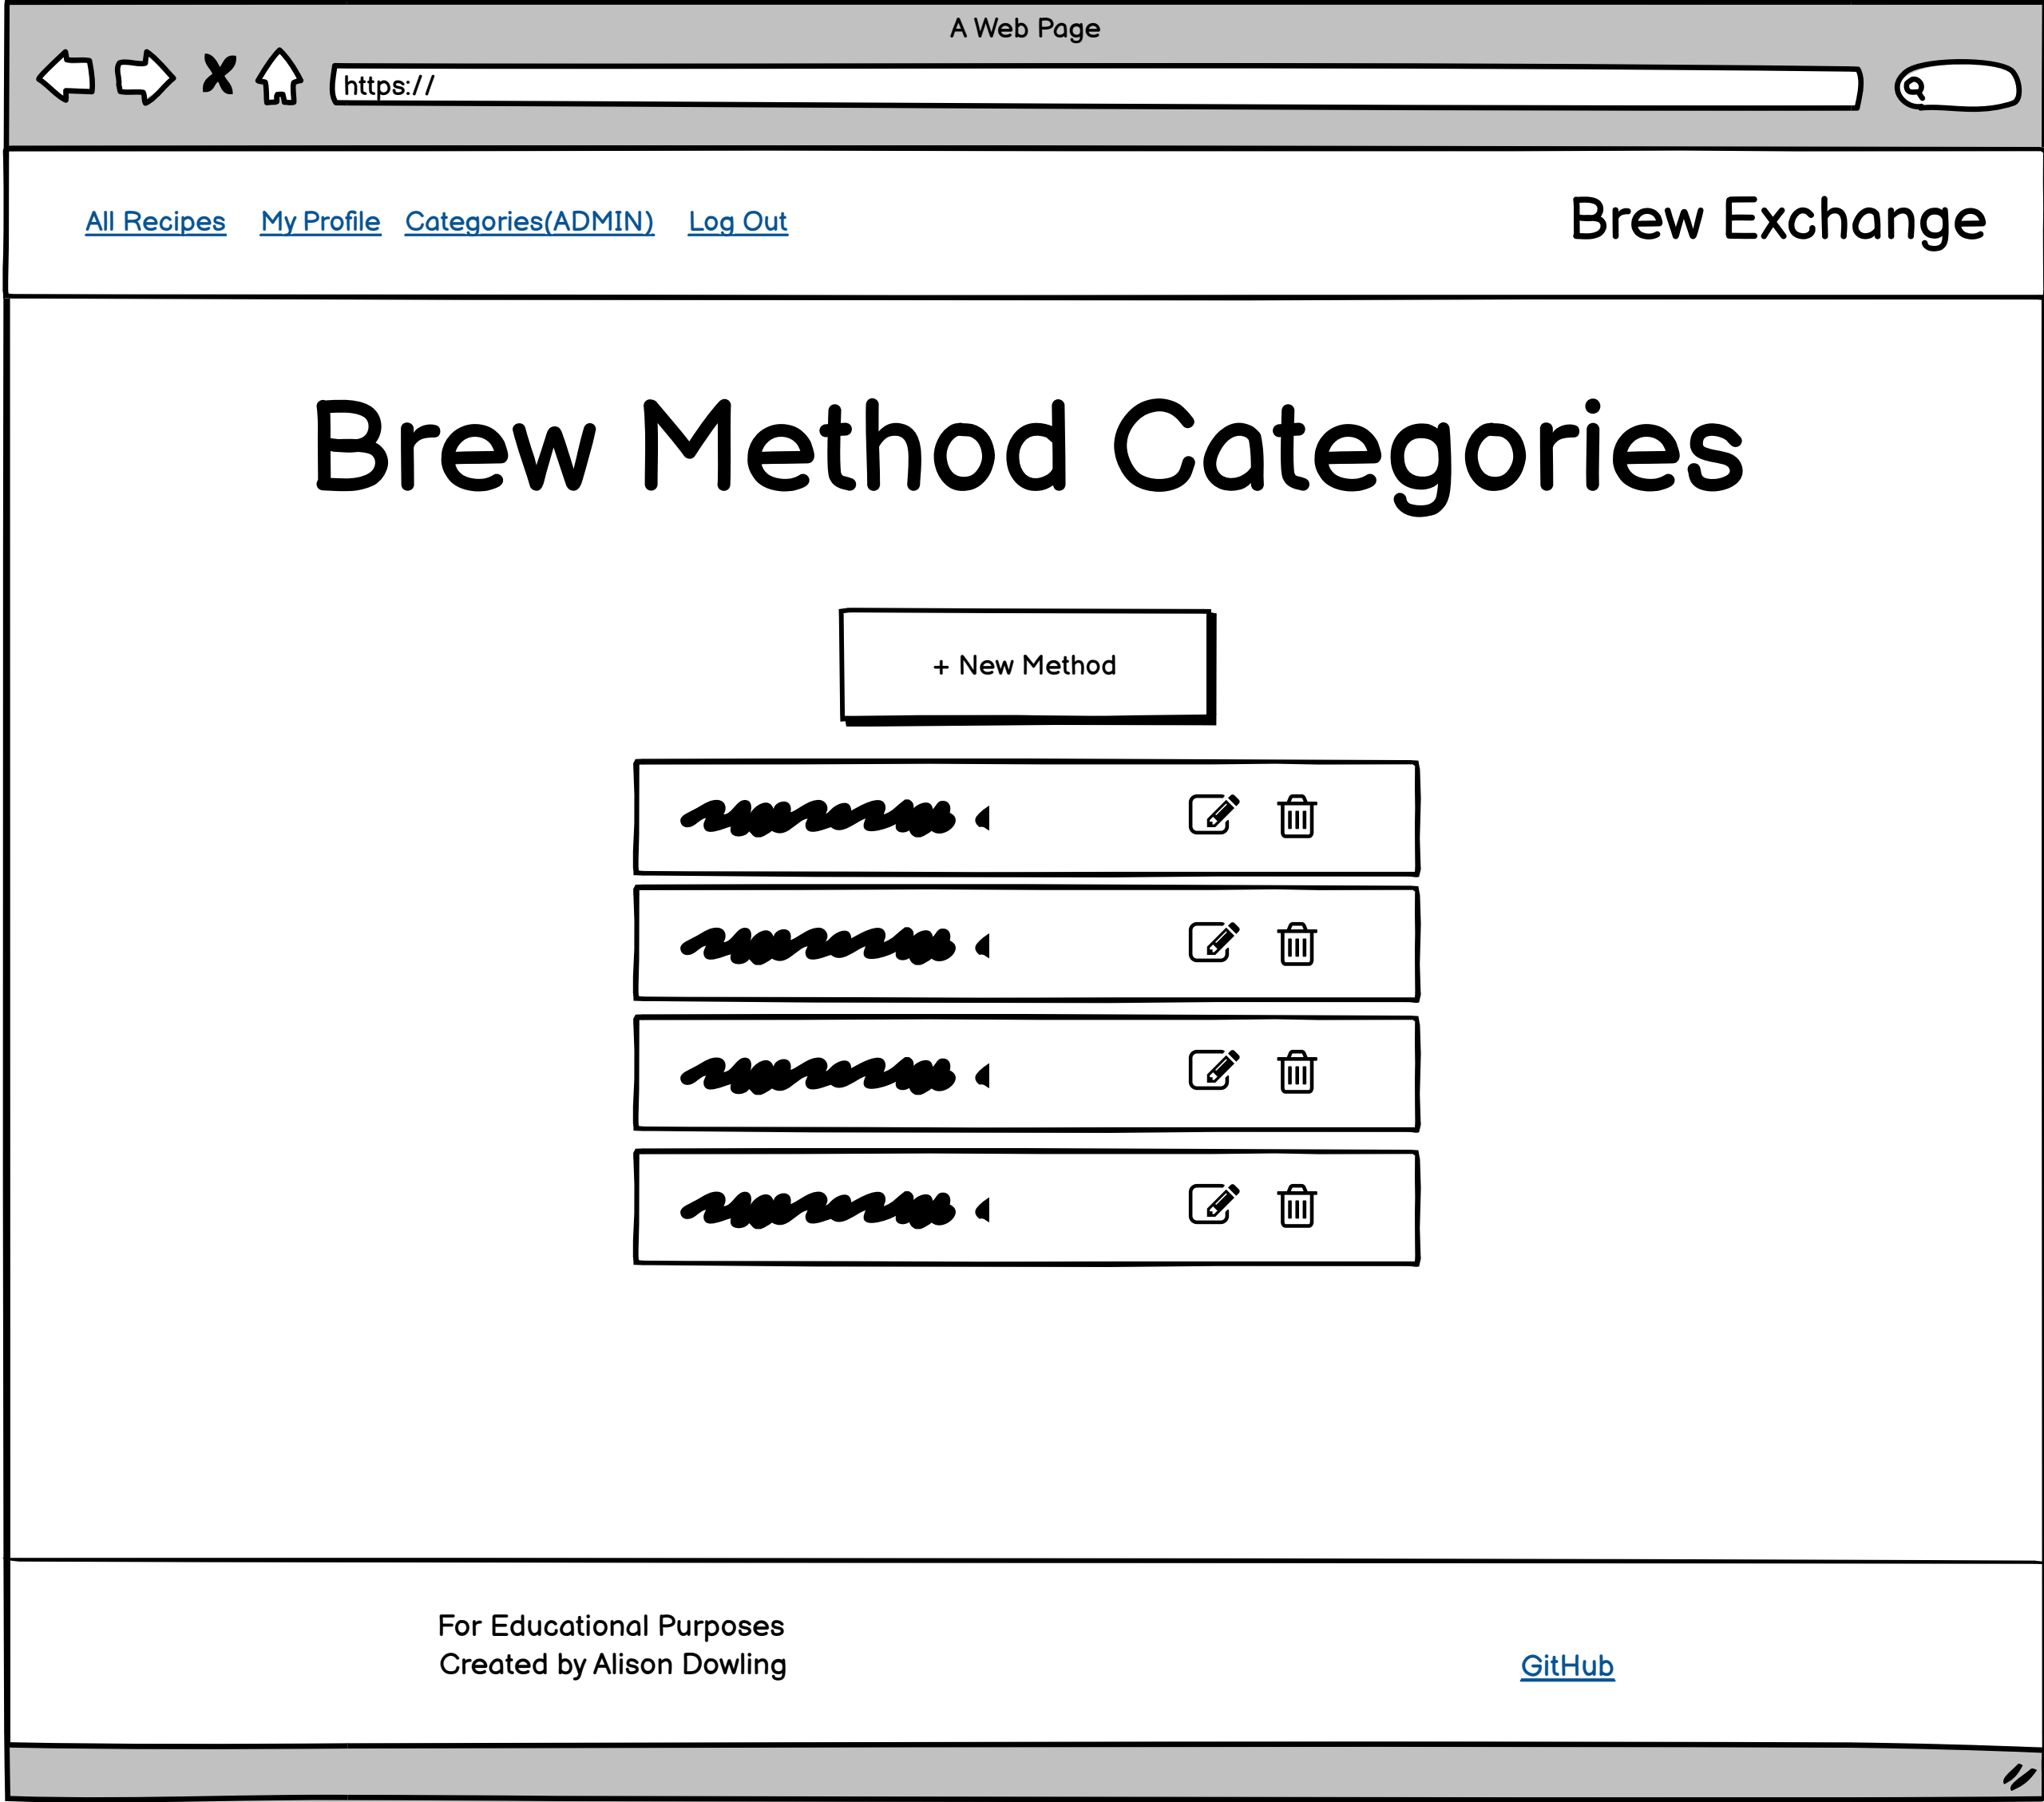 A Web Page
https://
All Recipes My Profile Categories(ADMIN) Log Out
Brew Exchange
Brew Method Categories
+ New Method
For Educational Purposes
Created by Alison Dowling
GitHub